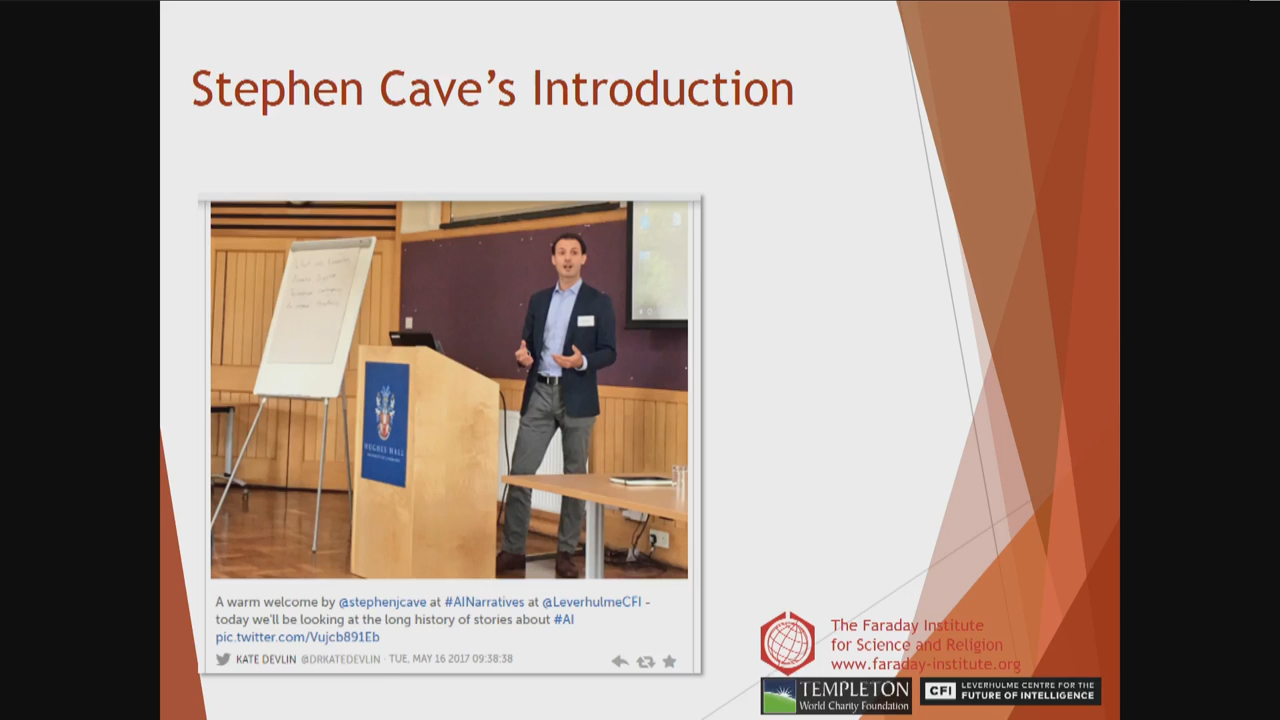 Stephen Cave's Introduction
HUGHES HALL
A warm welcome by @stephenjcave at #AINarratives at @LeverhulmeCFI -
today we'll be looking at the long history of stories about #AI
pic.twitter.com/Vujcb891Eb
KATE DEVLIN @DRKATEDEVLIN · TUE, MAY 16 2017 09:38:38
The Faraday Institute
for Science and Religion
www.faraday-institute.org
TEMPLETON
World Charity Foundation
CFI
LEVERHULME CENTRE FOR THE
FUTURE OF INTELLIGENCE